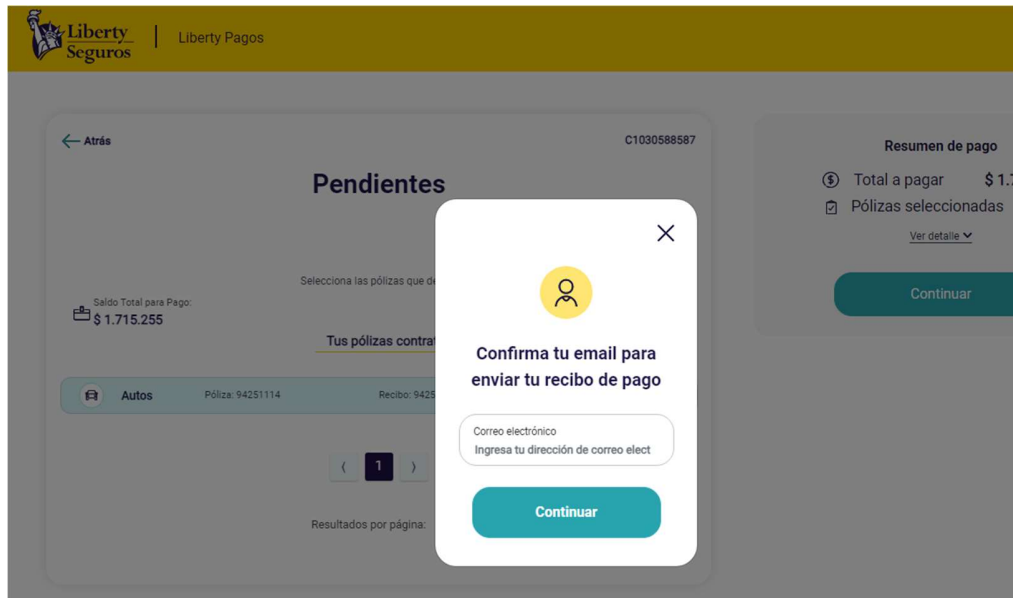 Liberty
Seguros
Liberty Pagos
Atrás
C1030588587
Pendientes
Selecciona las pólizas que de
Saldo Total para Pago:
$ 1.715.255
Tus pólizas contra
Autos
Póliza: 94251114
Recibo: 9425
1
Resultados por página:
Confirma tu email para
enviar tu recibo de pago
Correo electrónico
Ingresa tu dirección de correo elect
Continuar
Resumen de pago
Total a pagar $ 1.7
Pólizas seleccionadas
Ver detalle
Continuar